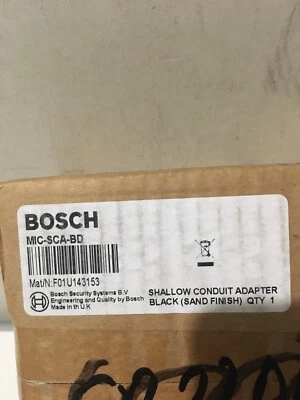 BOSCH
MIC-SCA-BD
Mat/N:F01U143153
Bosch Security Systems B.V
Engineering and Quality by Bosch
Made in th U.K
SHALLOW CONDUIT ADAPTER
BLACK (SAND FINISH) QTY 1